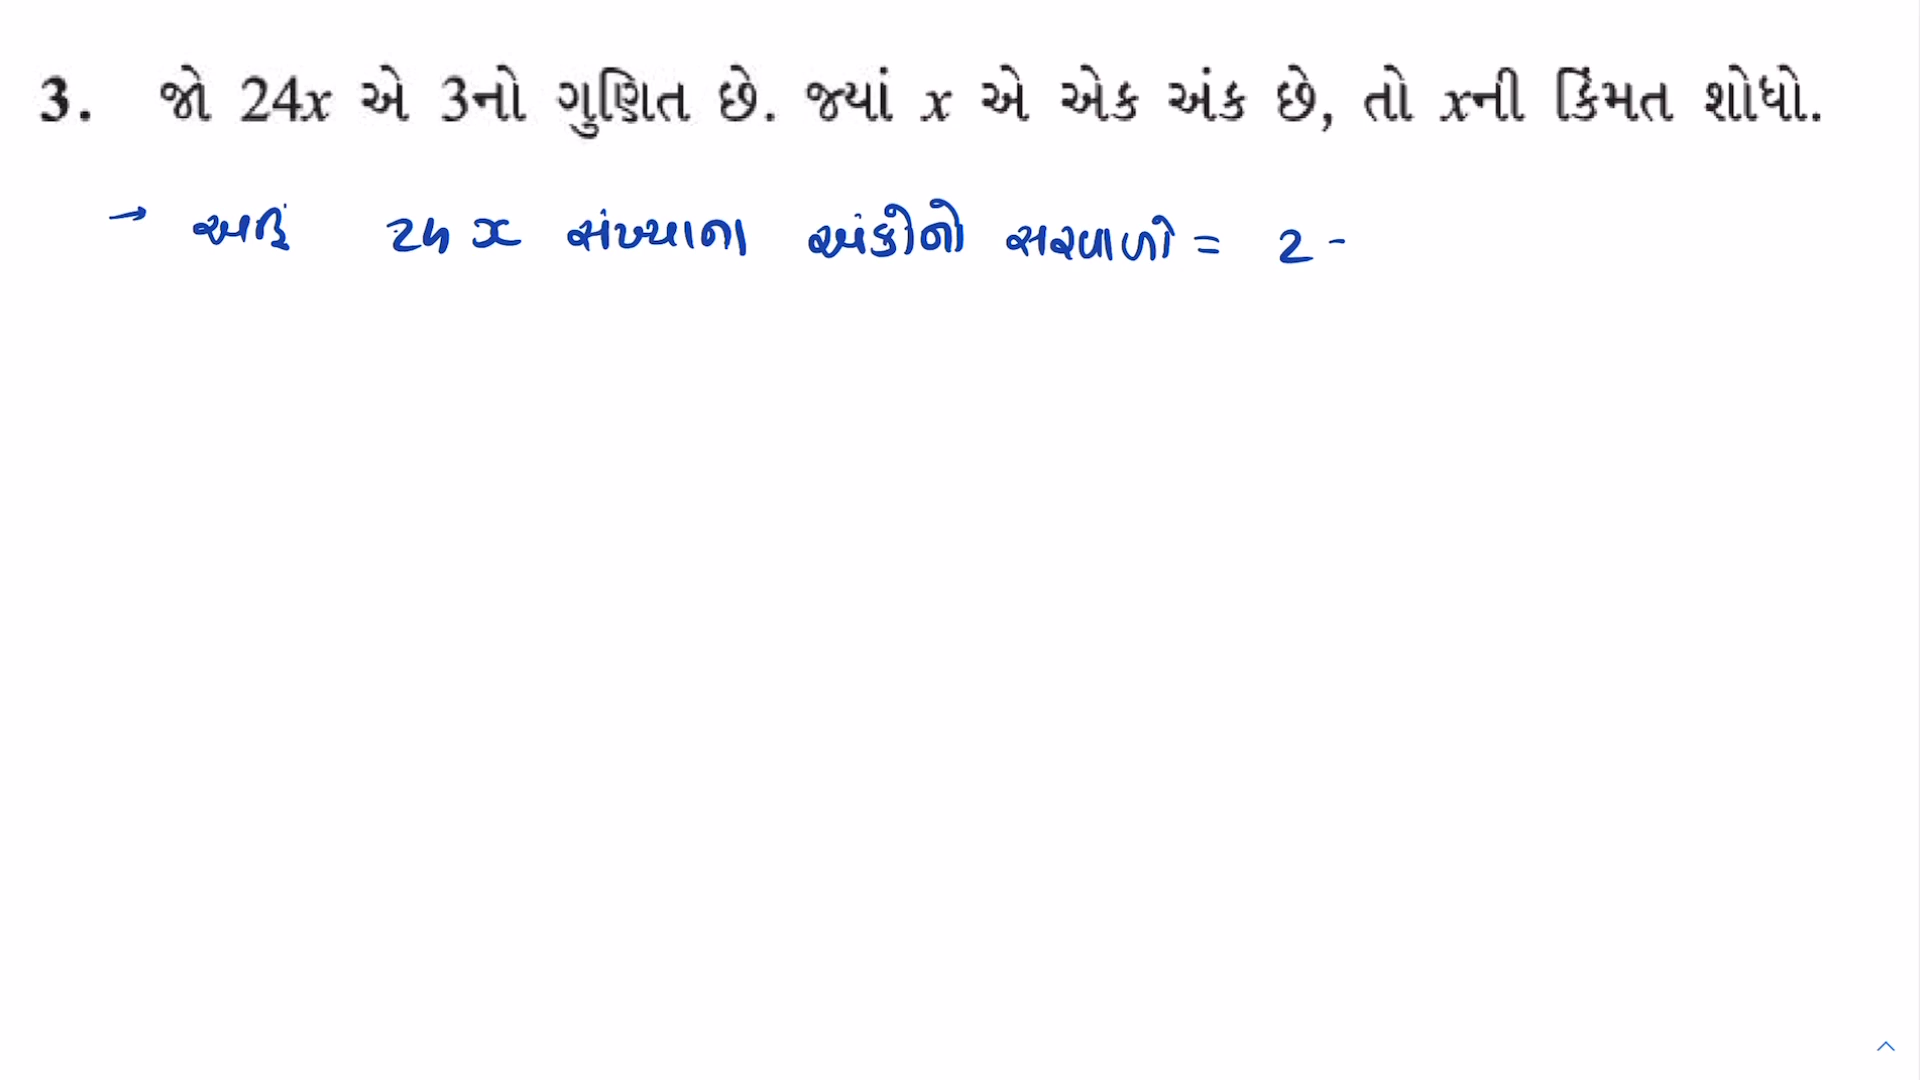 3. જો 24x એ 3નો ગુણિત છે. જ્યાં x એ એક અંક છે, તો xની કિંમત શોધો.
→ અહિં 24x સંખ્યાના અંકોનો સરવાળો = 2 -